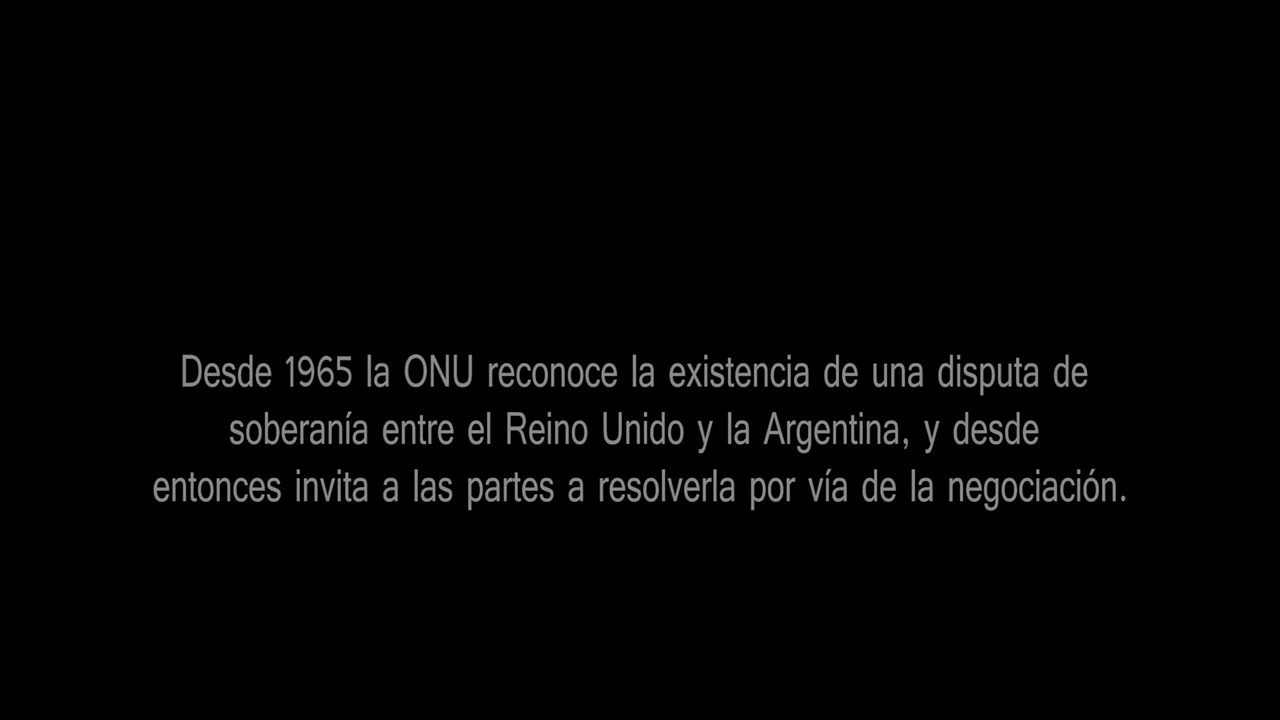 Desde 1965 la ONU reconoce la existencia de una disputa de
soberanía entre el Reino Unido y la Argentina, y desde
entonces invita a las partes a resolverla por vía de la negociación.